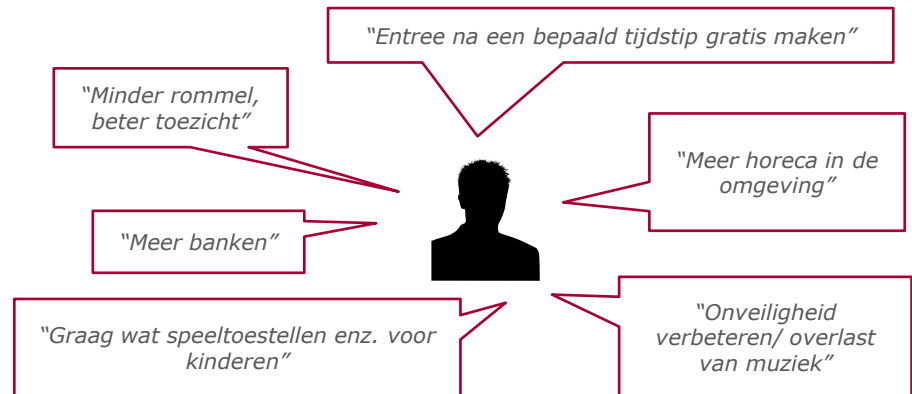 “Entree na een bepaald tijdstip gratis maken”
“Minder rommel,
beter toezicht”
“Meer horeca in de
omgeving”
“Meer banken”
“Graag wat speeltoestellen enz. voor
kinderen”
“Onveiligheid
verbeteren/ overlast
van muziek”